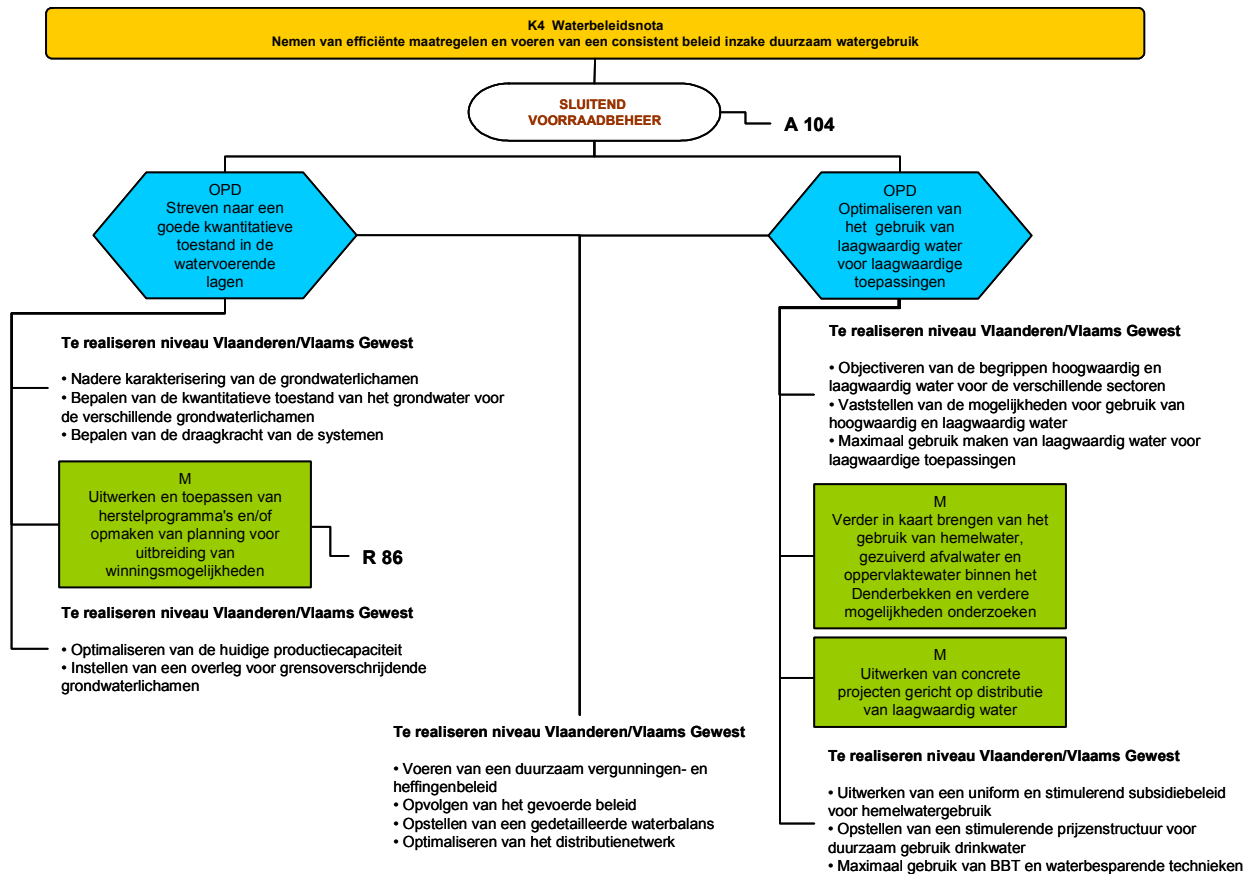 K4 Waterbeleidsnota
Nemen van efficiënte maatregelen en voeren van een consistent beleid inzake duurzaam watergebruik
SLUITEND
VOORRAADBEHEER
A 104
OPD
Streven naar een
goede kwantitatieve
toestand in de
watervoerende
lagen
OPD
Optimaliseren van
het gebruik van
laagwaardig water
voor laagwaardige
toepassingen
Te realiseren niveau Vlaanderen/Vlaams Gewest
• Nadere karakterisering van de grondwaterlichamen
• Bepalen van de kwantitatieve toestand van het grondwater voor
de verschillende grondwaterlichamen
• Bepalen van de draagkracht van de systemen
M
Uitwerken en toepassen van
herstelprogramma's en/of
opmaken van planning voor
uitbreiding van
winningsmogelijkheden
R 86
Te realiseren niveau Vlaanderen/Vlaams Gewest
• Optimaliseren van de huidige productiecapaciteit
• Instellen van een overleg voor grensoverschrijdende
grondwaterlichamen
Te realiseren niveau Vlaanderen/Vlaams Gewest
• Voeren van een duurzaam vergunningen- en
heffingenbeleid
• Opvolgen van het gevoerde beleid
• Opstellen van een gedetailleerde waterbalans
• Optimaliseren van het distributienetwerk
Te realiseren niveau Vlaanderen/Vlaams Gewest
• Objectiveren van de begrippen hoogwaardig en
laagwaardig water voor de verschillende sectoren
• Vaststellen van de mogelijkheden voor gebruik van
hoogwaardig en laagwaardig water
• Maximaal gebruik maken van laagwaardig water voor
laagwaardige toepassingen
M
Verder in kaart brengen van het
gebruik van hemelwater,
gezuiverd afvalwater en
oppervlaktewater binnen het
Denderbekken en verdere
mogelijkheden onderzoeken
M
Uitwerken van concrete
projecten gericht op distributie
van laagwaardig water
Te realiseren niveau Vlaanderen/Vlaams Gewest
• Uitwerken van een uniform en stimulerend subsidiebeleid
voor hemelwatergebruik
• Opstellen van een stimulerende prijzenstructuur voor
duurzaam gebruik drinkwater
• Maximaal gebruik van BBT en waterbesparende technieken